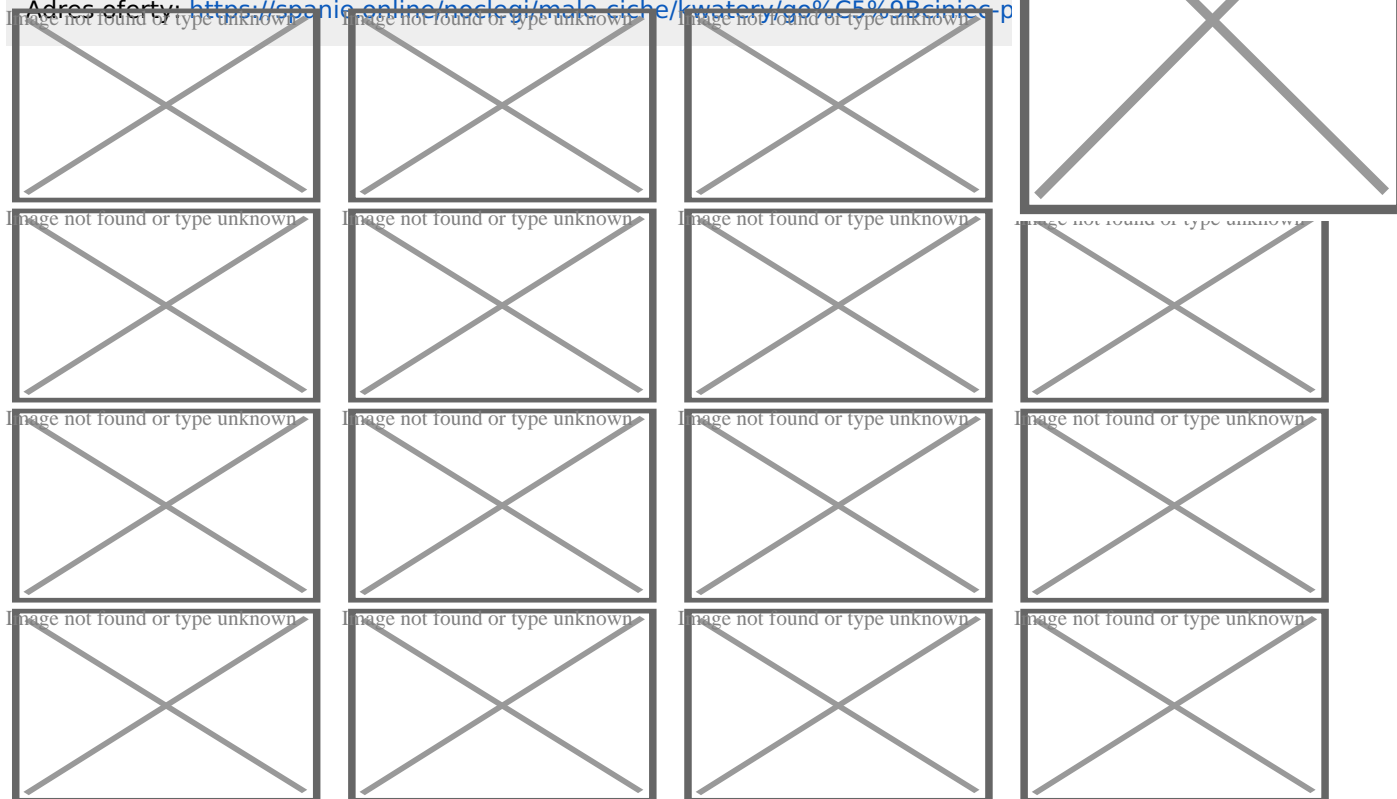 Adres oferty: https://spanie.online/noclegi/male-ciche/kwatery/go%C5%9Bciniec-p
Image not found or type unknown Image not found or type unknown Image not found or type unknown
Image not found or type unknown Image not found or type unknown Image not found or type unknown Image not found or type unknown
Image not found or type unknown Image not found or type unknown Image not found or type unknown Image not found or type unknown
Image not found or type unknown Image not found or type unknown Image not found or type unknown Image not found or type unknown